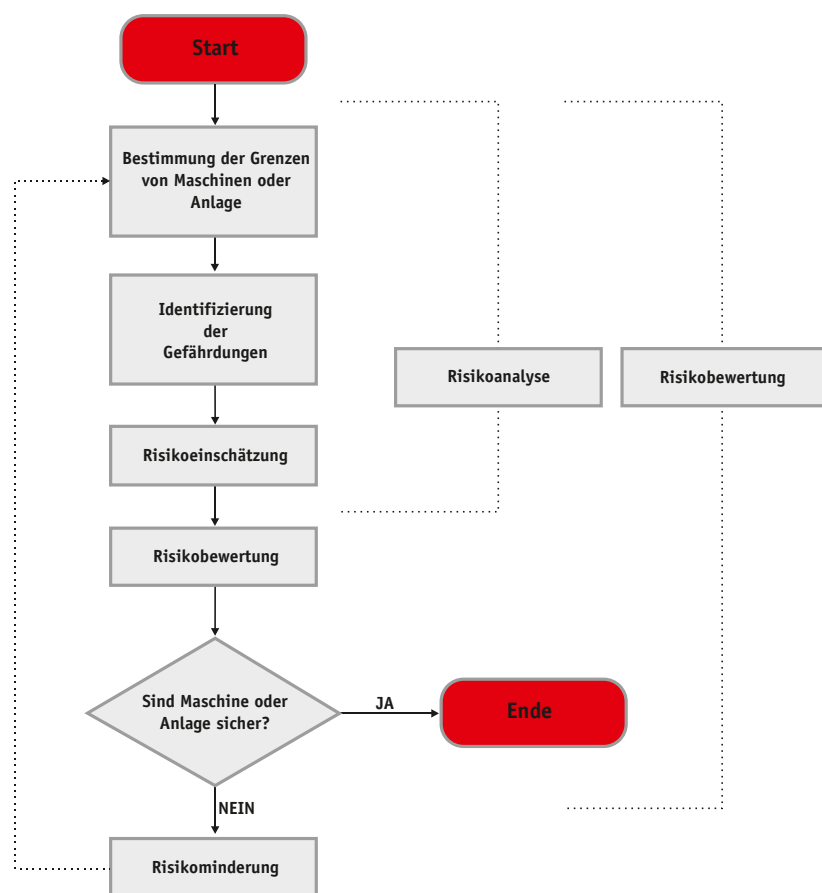 Start
Bestimmung der Grenzen
von Maschinen oder
Anlage
Identifizierung
der
Gefährdungen
Risikoanalyse
Risikobewertung
Risikoeinschätzung
Risikobewertung
Sind Maschine oder
Anlage sicher?
JA
Ende
NEIN
Risikominderung